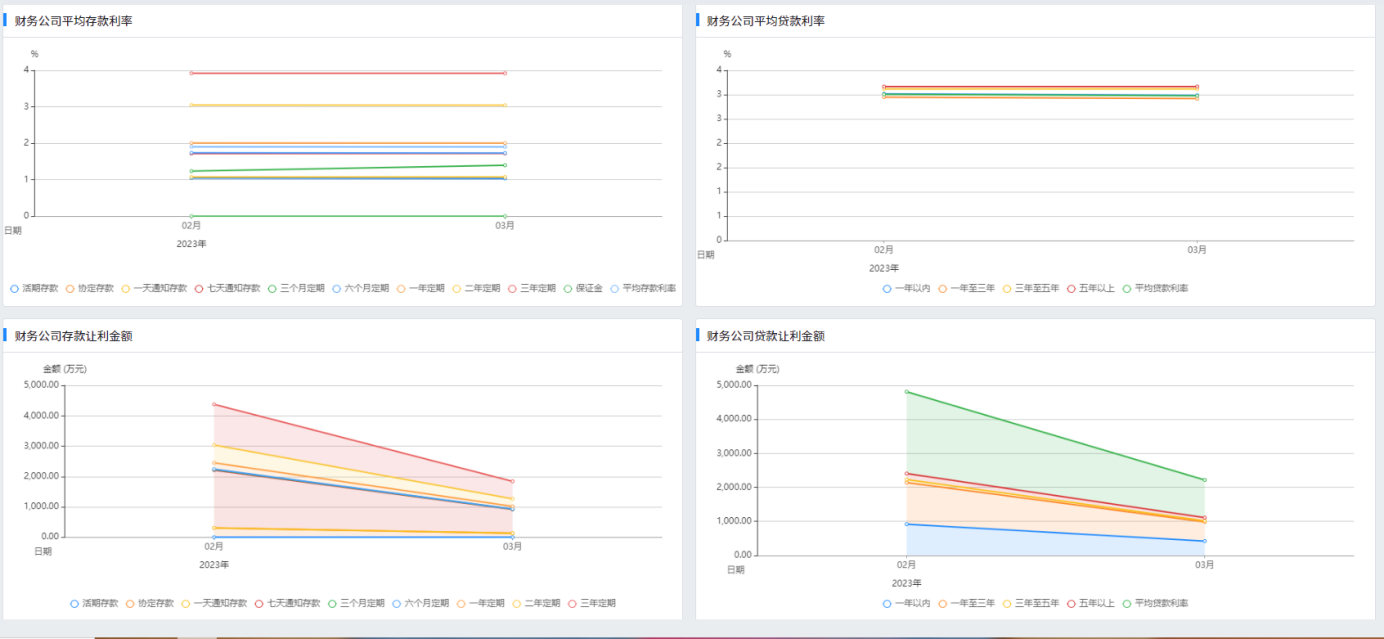 财务公司平均存款利率
%
4
3
2
1
0
日期
02月
03月
2023年
活期存款 协定存款 一天通知存款 七天通知存款 三个月定期 六个月定期 一年定期 二年定期 三年定期 保证金 平均存款利率
财务公司平均贷款利率
%
4
3
3
2
2
1
1
0
日期
02月
03月
2023年
一年以内 一年至三年 三年至五年 五年以上 平均贷款利率
财务公司存款让利金额
金额 (万元)
5,000.00
4,000.00
3,000.00
2,000.00
1,000.00
0.00
日期
02月
03月
2023年
活期存款 协定存款 一天通知存款 七天通知存款 三个月定期 六个月定期 一年定期 二年定期 三年定期
财务公司贷款让利金额
金额 (万元)
5,000.00
4,000.00
3,000.00
2,000.00
1,000.00
0.00
日期
02月
03月
2023年
一年以内 一年至三年 三年至五年 五年以上 平均贷款利率